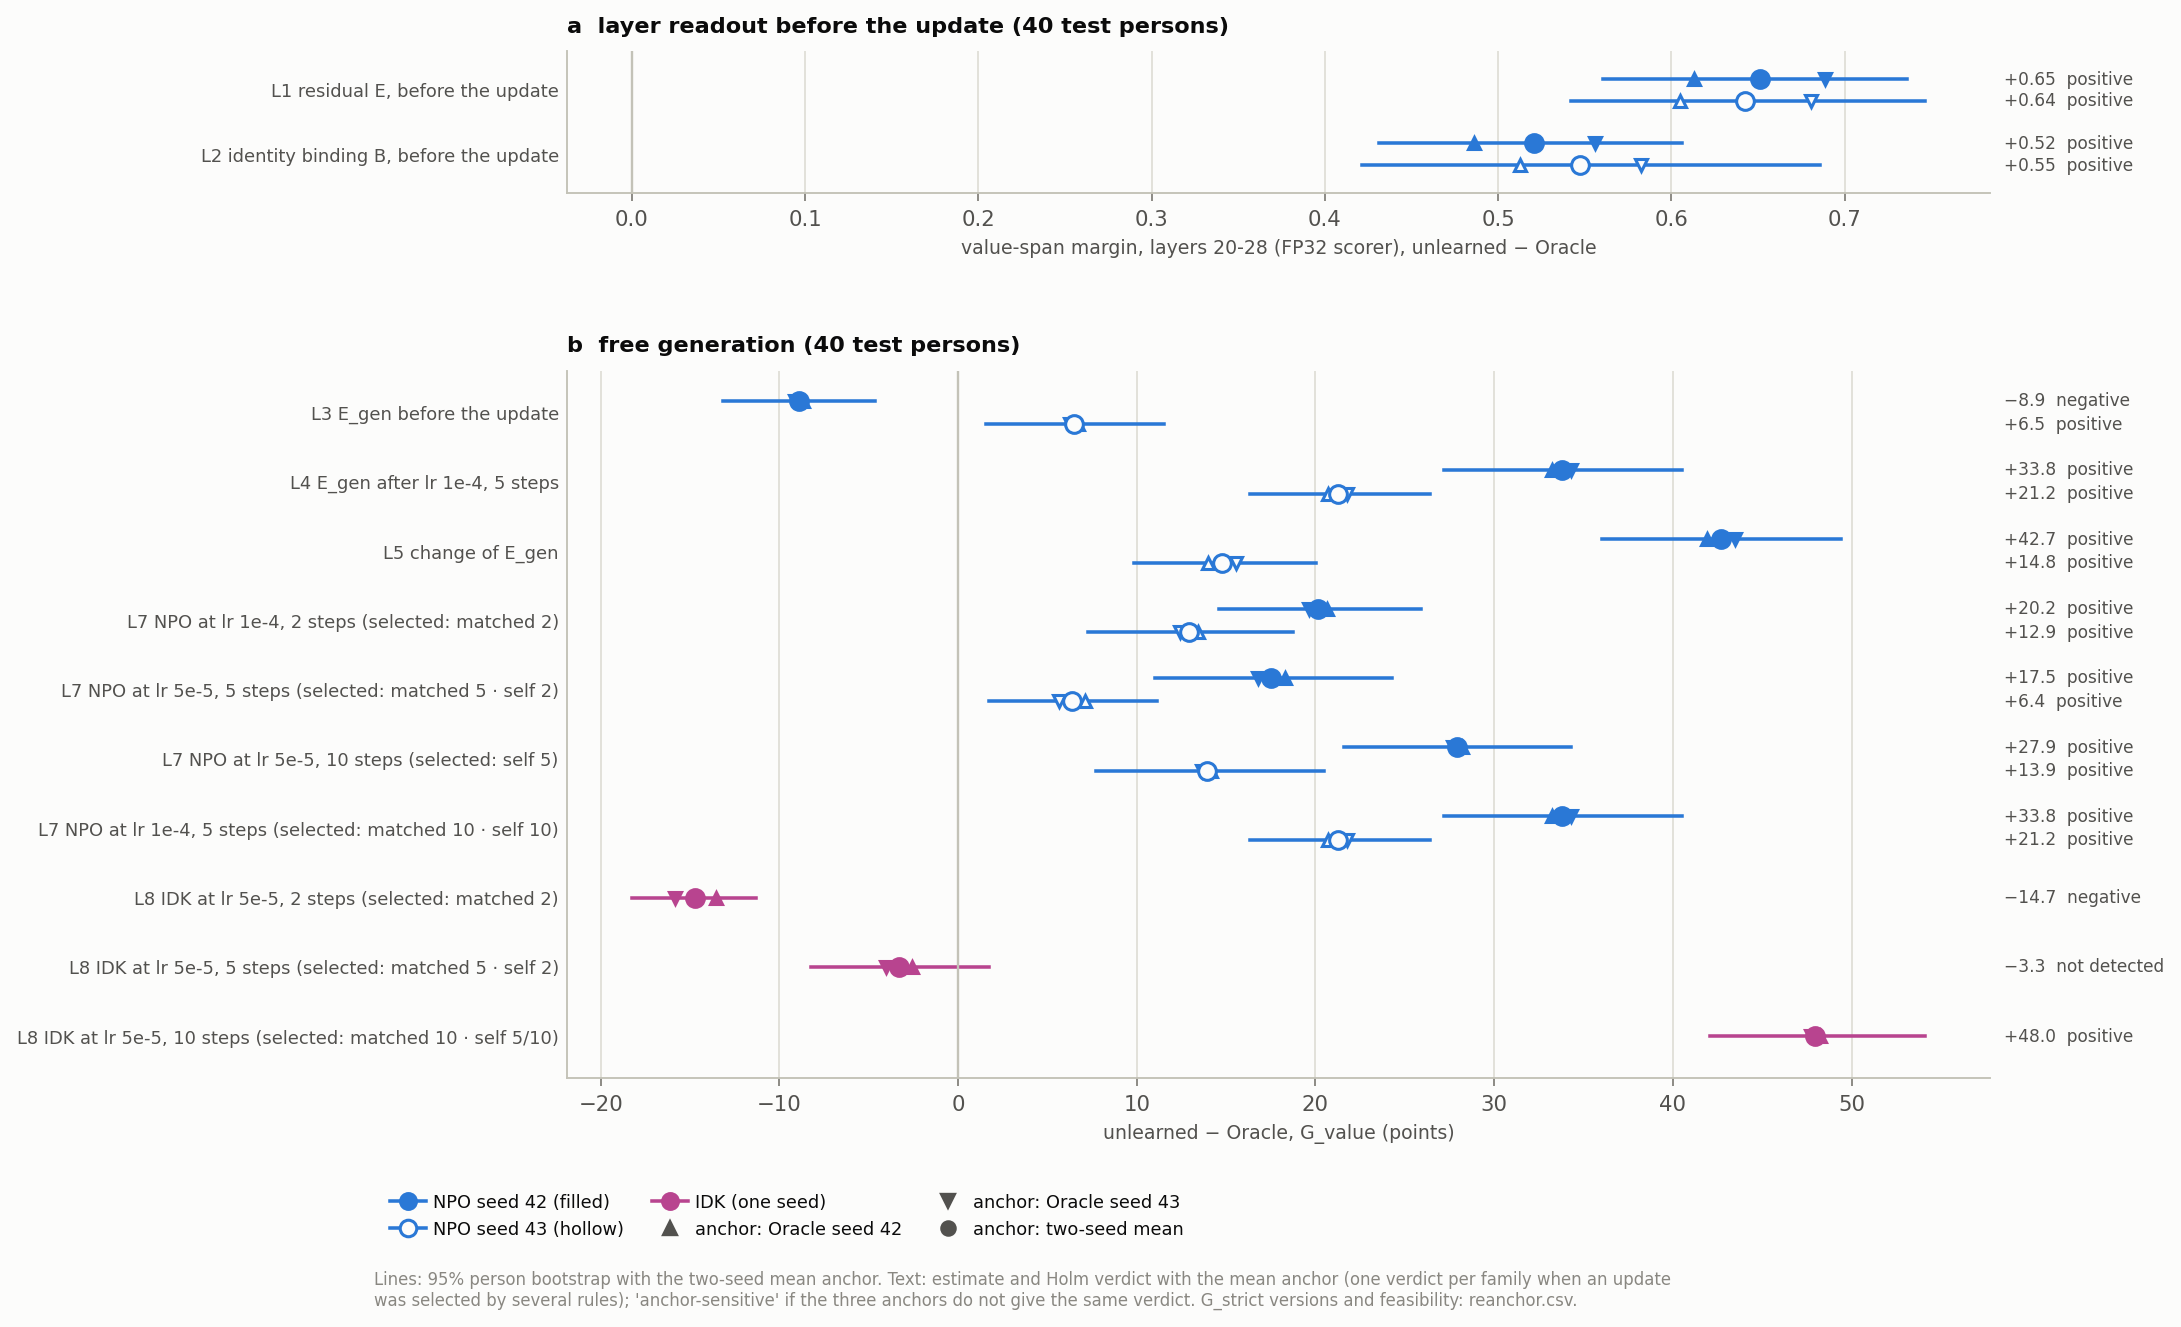 a layer readout before the update (40 test persons)
L1 residual E, before the update
+0.65 positive
+0.64 positive
L2 identity binding B, before the update
+0.52 positive
+0.55 positive
0.0 0.1 0.2 0.3 0.4 0.5 0.6 0.7
value-span margin, layers 20-28 (FP32 scorer), unlearned − Oracle
b free generation (40 test persons)
L3 E_gen before the update
−8.9 negative
+6.5 positive
L4 E_gen after lr 1e-4, 5 steps
+33.8 positive
+21.2 positive
L5 change of E_gen
+42.7 positive
+14.8 positive
L7 NPO at lr 1e-4, 2 steps (selected: matched 2)
+20.2 positive
+12.9 positive
L7 NPO at lr 5e-5, 5 steps (selected: matched 5 · self 2)
+17.5 positive
+6.4 positive
L7 NPO at lr 5e-5, 10 steps (selected: self 5)
+27.9 positive
+13.9 positive
L7 NPO at lr 1e-4, 5 steps (selected: matched 10 · self 10)
+33.8 positive
+21.2 positive
L8 IDK at lr 5e-5, 2 steps (selected: matched 2)
−14.7 negative
L8 IDK at lr 5e-5, 5 steps (selected: matched 5 · self 2)
−3.3 not detected
L8 IDK at lr 5e-5, 10 steps (selected: matched 10 · self 5/10)
+48.0 positive
−20 −10 0 10 20 30 40 50
unlearned − Oracle, G_value (points)
NPO seed 42 (filled)
NPO seed 43 (hollow)
IDK (one seed)
anchor: Oracle seed 42
anchor: Oracle seed 43
anchor: two-seed mean
Lines: 95% person bootstrap with the two-seed mean anchor. Text: estimate and Holm verdict with the mean anchor (one verdict per family when an update
was selected by several rules); 'anchor-sensitive' if the three anchors do not give the same verdict. G_strict versions and feasibility: reanchor.csv.